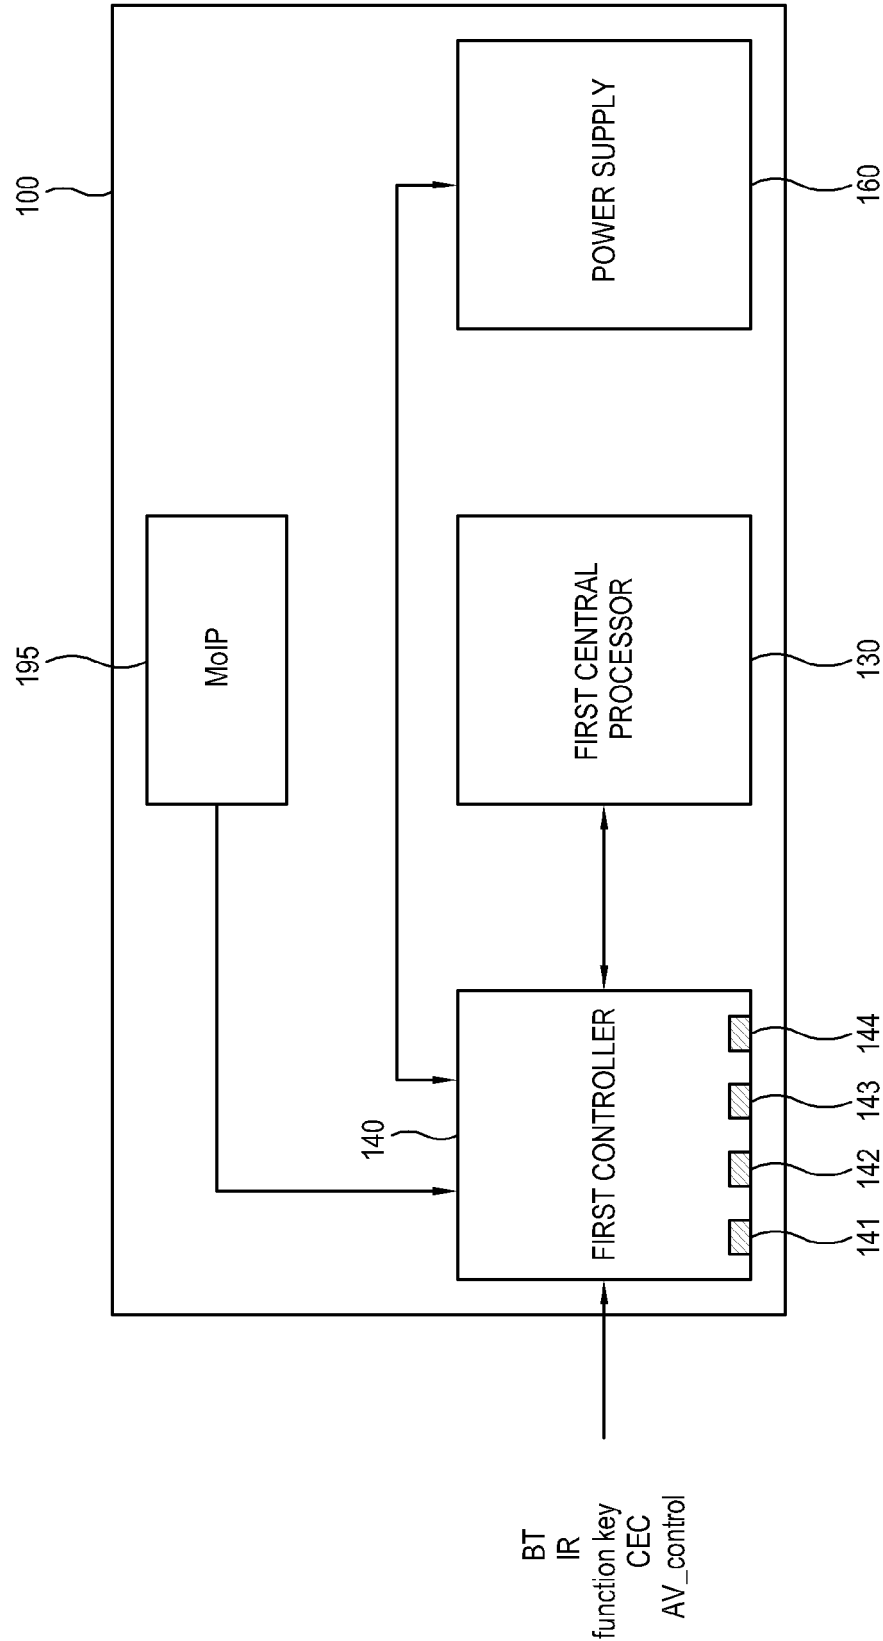 100
195
MoIP
140
BT
IR
function key
CEC
AV_control
FIRST CONTROLLER
FIRST CENTRAL
PROCESSOR
POWER SUPPLY
141
142
143
144
130
160